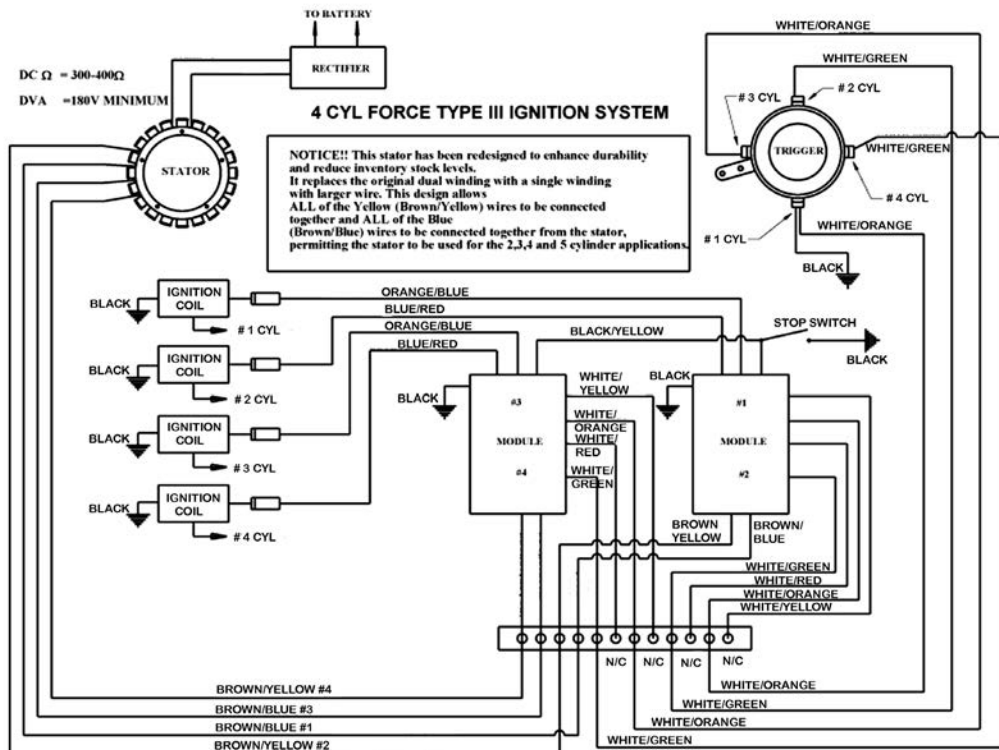 TO BATTERY
RECTIFIER
DC Ω = 300-400Ω
DVA =180V MINIMUM
STATOR
4 CYL FORCE TYPE III IGNITION SYSTEM
NOTICE!! This stator has been redesigned to enhance durability
and reduce inventory stock levels.
It replaces the original dual winding with a single winding
with larger wire. This design allows
ALL of the Yellow (Brown/Yellow) wires to be connected
together and ALL of the Blue
(Brown/Blue) wires to be connected together from the stator,
permitting the stator to be used for the 2,3,4 and 5 cylinder applications.
WHITE/ORANGE
WHITE/GREEN
# 3 CYL
# 2 CYL
TRIGGER
WHITE/GREEN
# 4 CYL
# 1 CYL
WHITE/ORANGE
BLACK
BLACK
IGNITION
COIL
# 1 CYL
BLACK
IGNITION
COIL
# 2 CYL
BLACK
IGNITION
COIL
# 3 CYL
BLACK
IGNITION
COIL
# 4 CYL
ORANGE/BLUE
BLUE/RED
ORANGE/BLUE
BLUE/RED
BLACK/YELLOW
STOP SWITCH
BLACK
BLACK
#3
MODULE
#4
WHITE/
YELLOW
WHITE/
ORANGE
WHITE/
RED
WHITE/
GREEN
BLACK
#1
MODULE
#2
BROWN
YELLOW
BROWN/
BLUE
WHITE/GREEN
WHITE/RED
WHITE/ORANGE
WHITE/YELLOW
N/C
N/C
N/C
N/C
BROWN/YELLOW #4
BROWN/BLUE #3
BROWN/BLUE #1
BROWN/YELLOW #2
WHITE/ORANGE
WHITE/GREEN
WHITE/ORANGE
WHITE/GREEN